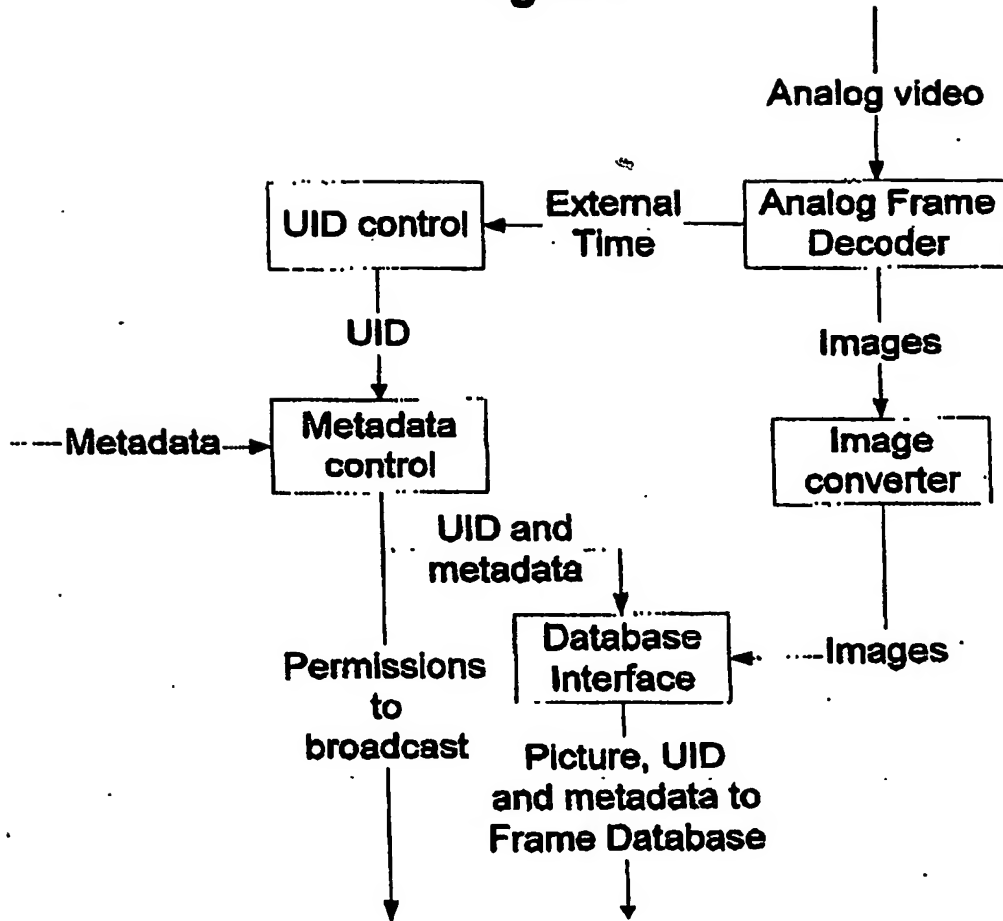 Analog video
UID control
External
Time
Analog Frame
Decoder
UID
Images
Metadata
Metadata
control
Image
converter
UID and
metadata
Database
Interface
Images
Permissions
to
broadcast
Picture, UID
and metadata to
Frame Database